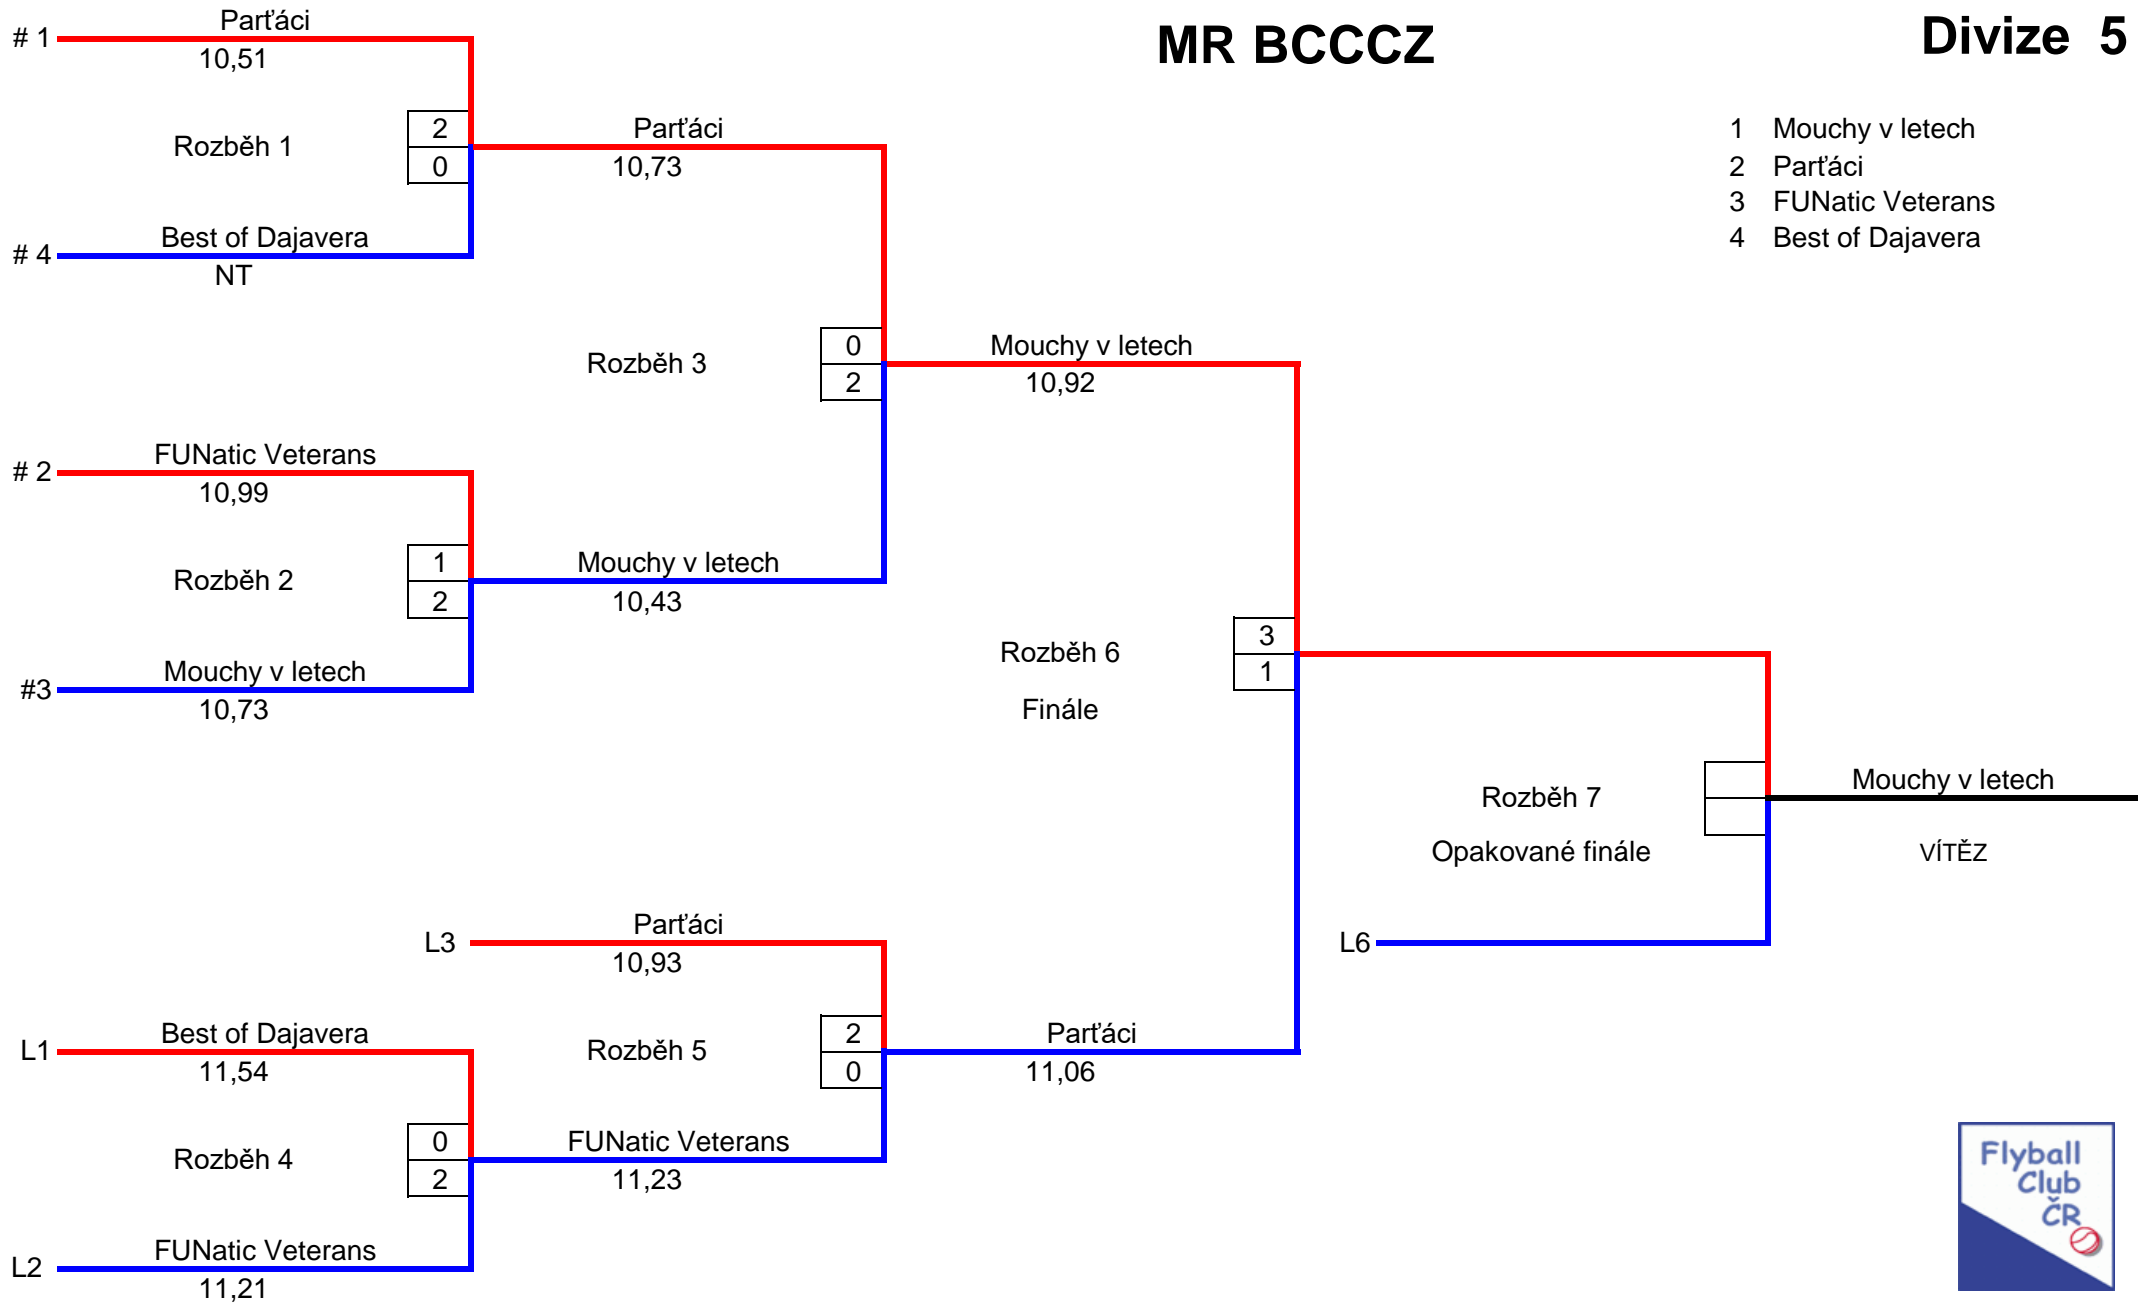 MR BCCCZ
Divize 5
1 Mouchy v letech
2 Parťáci
3 FUNatic Veterans
4 Best of Dajavera
# 1
Parťáci
10,51
Rozběh 1
2
0
# 4
Best of Dajavera
NT
Parťáci
10,73
Rozběh 3
0
2
# 2
FUNatic Veterans
10,99
Rozběh 2
1
2
#3
Mouchy v letech
10,73
Mouchy v letech
10,43
Mouchy v letech
10,92
Rozběh 6
3
1
Finále
Rozběh 7
Opakované finále
Mouchy v letech
VÍTĚZ
L6
L3
Parťáci
10,93
Rozběh 5
2
0
Parťáci
11,06
L1
Best of Dajavera
11,54
Rozběh 4
0
2
FUNatic Veterans
11,23
L2
FUNatic Veterans
11,21
Flyball
Club
ČR